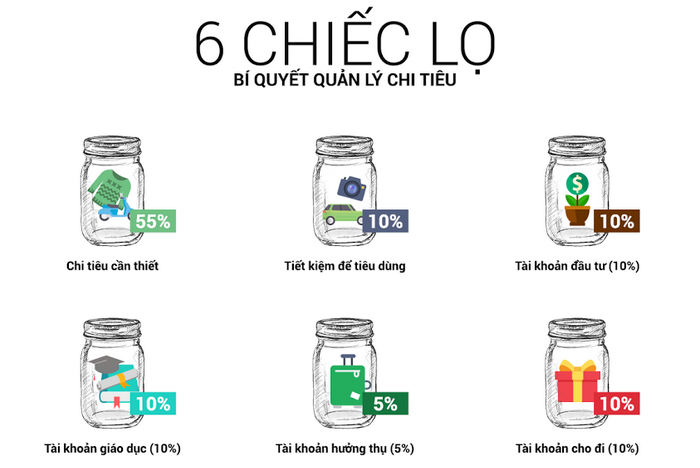 6 CHIẾC LỌ
BÍ QUYẾT QUẢN LÝ CHI TIÊU
55%
10%
10%
Chi tiêu cần thiết
Tiết kiệm để tiêu dùng
Tài khoản đầu tư (10%)
10%
5%
10%
Tài khoản giáo dục (10%)
Tài khoản hưởng thụ (5%)
Tài khoản cho đi (10%)